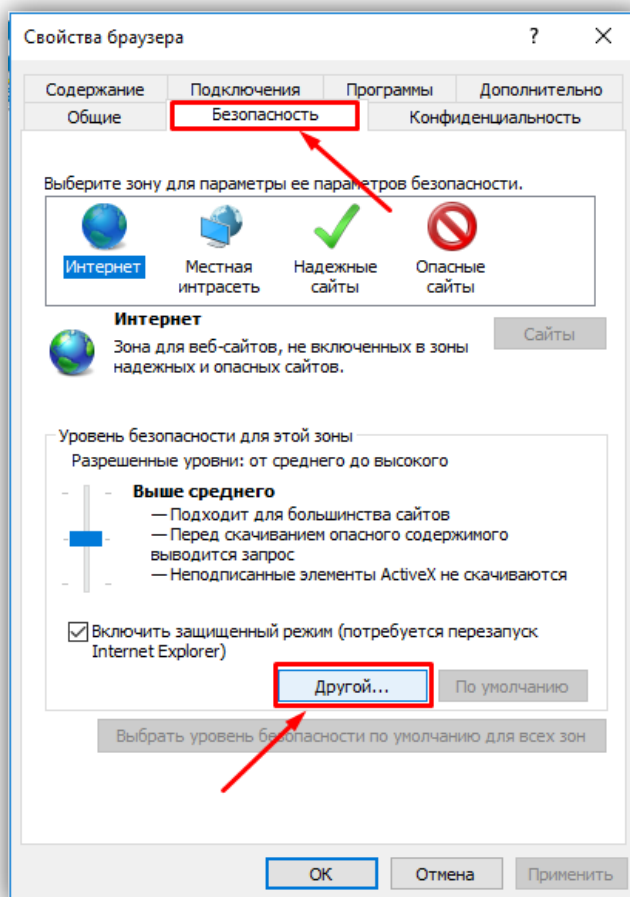 Свойства браузера
?
Содержание Подключения Программы Дополнительно
Общие Безопасность Конфиденциальность
Выберите зону для параметры ее параметров безопасности.
Интернет
Местная
интрасеть
Надежные
сайты
Опасные
сайты
Интернет
Зона для веб-сайтов, не включенных в зоны
надежных и опасных сайтов.
Сайты
Уровень безопасности для этой зоны
Разрешенные уровни: от среднего до высокого
Выше среднего
— Подходит для большинства сайтов
— Перед скачиванием опасного содержимого
выводится запрос
— Неподписанные элементы ActiveX не скачиваются
Включить защищенный режим (потребуется перезапуск
Internet Explorer)
Другой... По умолчанию
Выбрать уровень безопасности по умолчанию для всех зон
ОК Отмена Применить